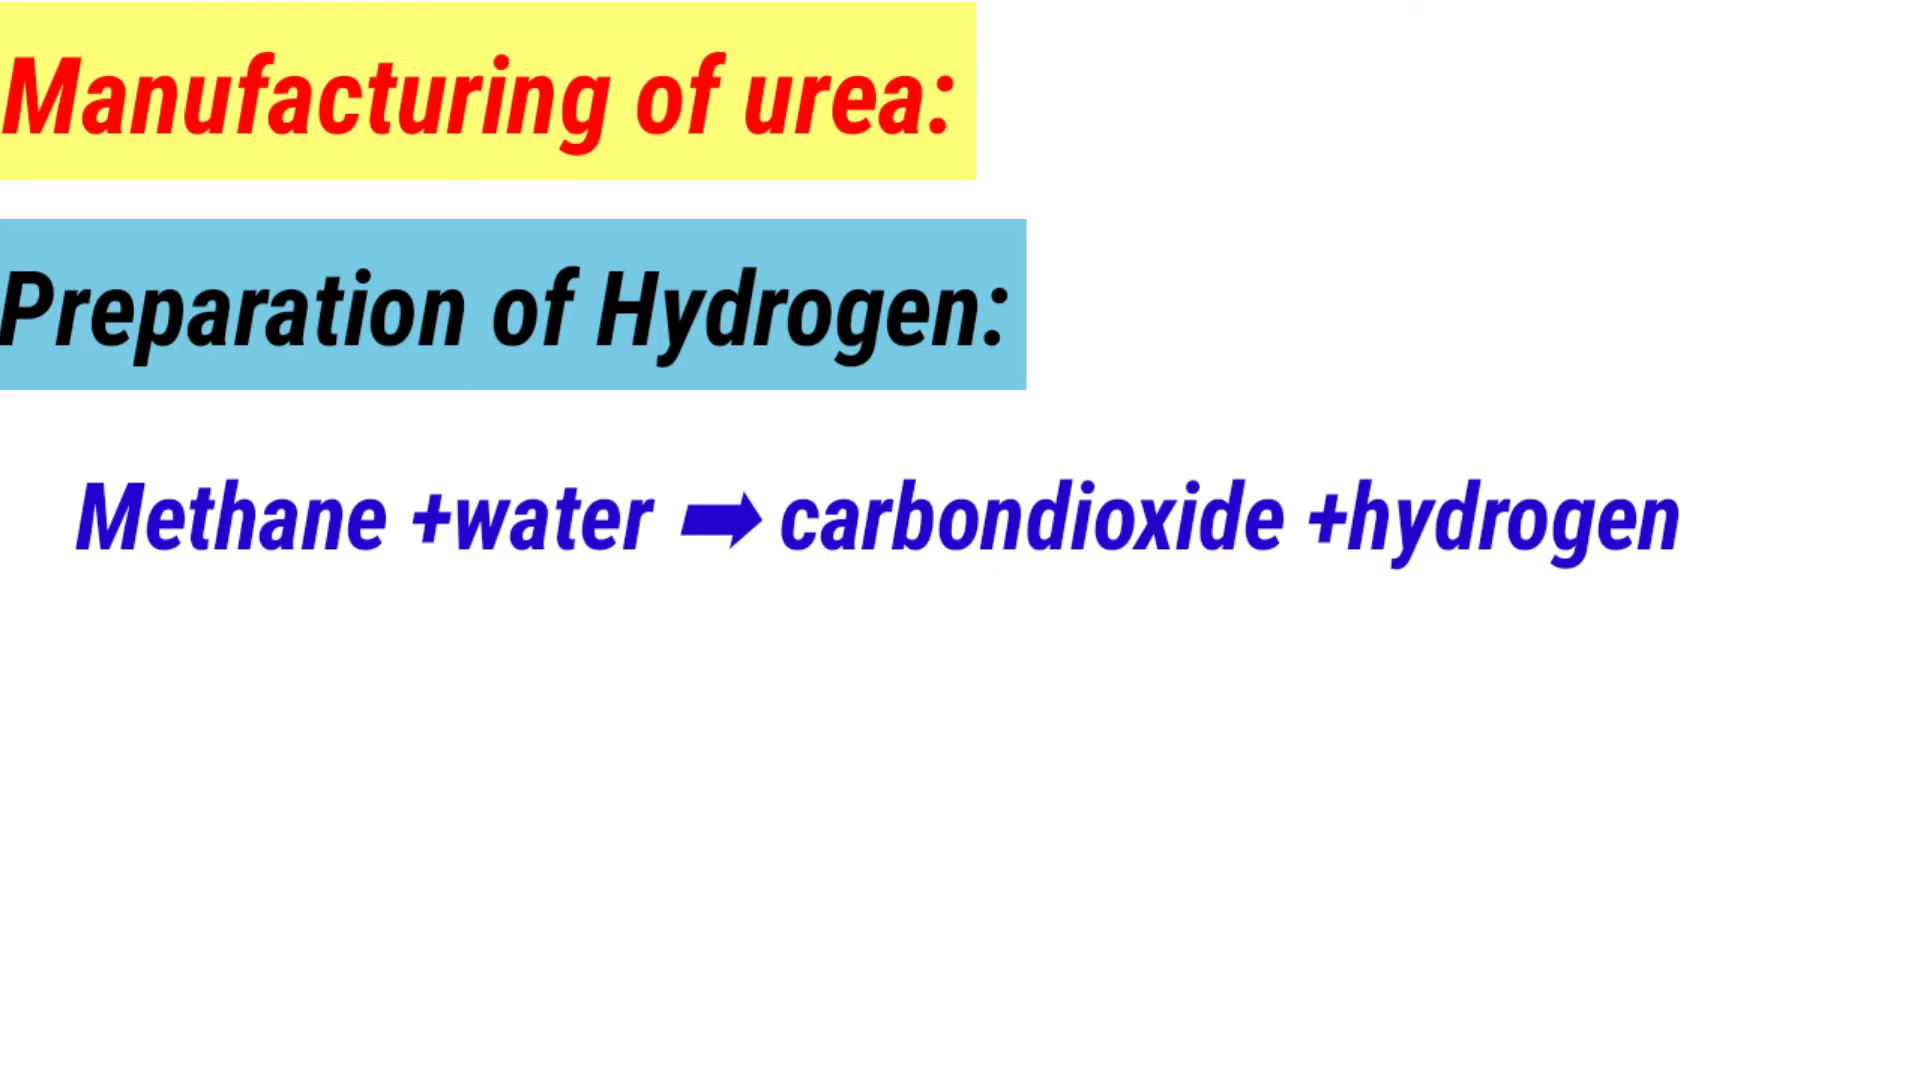 Manufacturing of urea:
Preparation of Hydrogen:
Methane +water ➡ carbondioxide +hydrogen